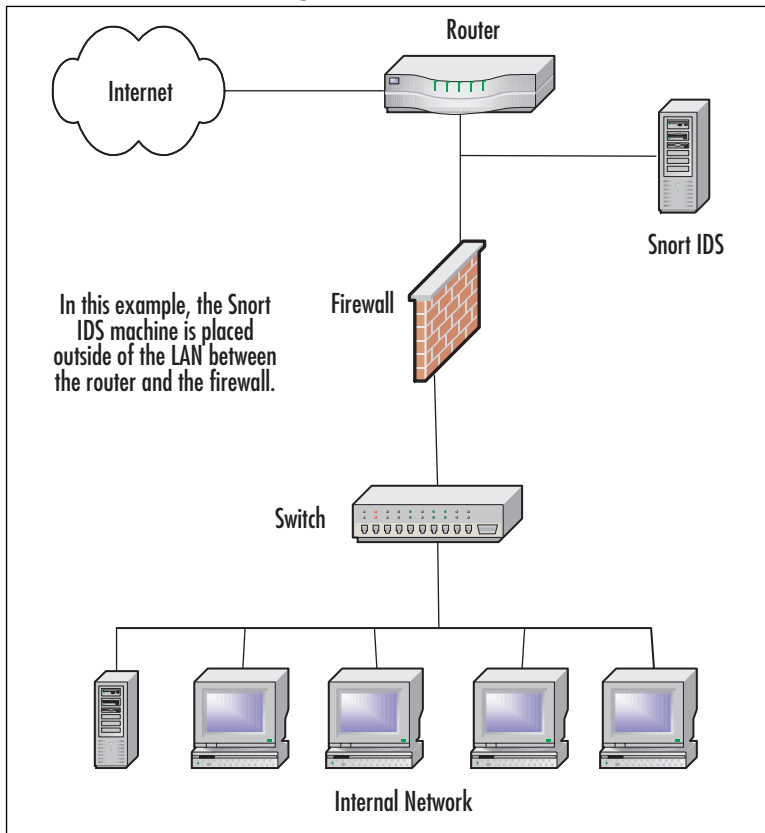 Router
Internet
Snort IDS
Firewall
In this example, the Snort
IDS machine is placed
outside of the LAN between
the router and the firewall.
Switch
Internal Network